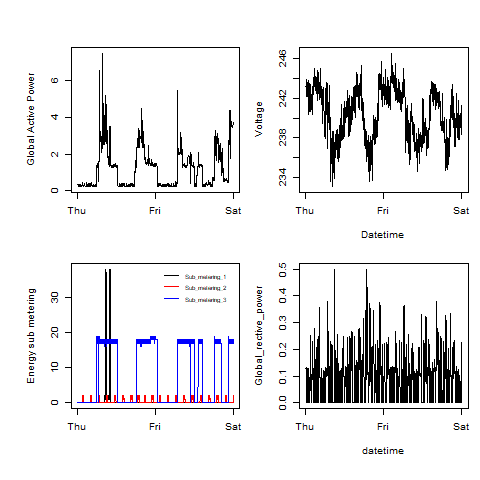 Global Active Power
6
4
2
0
Thu Fri Sat
Voltage
246
242
238
234
Thu Fri Sat
Datetime
Energy sub metering
30
20
10
0
Sub_metering_1
Sub_metering_2
Sub_metering_3
Thu Fri Sat
Global_rective_power
0.5
0.4
0.3
0.2
0.1
0.0
Thu Fri Sat
datetime